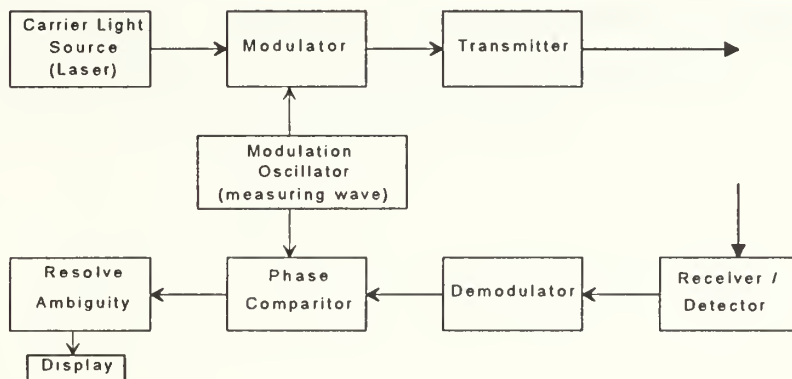 Carrier Light
Source
(Laser)
Modulator
Transmitter
Modulation
Oscillator
(measuring wave)
Resolve
Ambiguity
Phase
Comparitor
Demodulator
Receiver /
Detector
Display